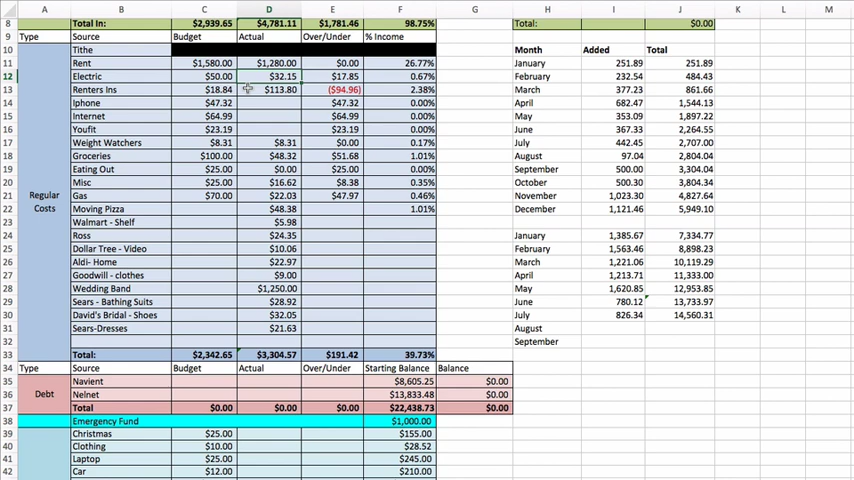 A B C D E F G H I J K L M
8 Total In: $2,939.65 $4,781.11 $1,781.46 98.75% Total: $0.00
9 Type Source Budget Actual Over/Under % Income
10 Tithe Month Added Total
11 Rent $1,580.00 $1,280.00 $0.00 26.77% January 251.89 251.89
12 Electric $50.00 $32.15 $17.85 0.67% February 232.54 484.43
13 Renters Ins $18.84 $113.80 ($94.96) 2.38% March 377.23 861.66
14 Iphone $47.32 $47.32 0.00% April 682.47 1,544.13
15 Internet $64.99 $64.99 0.00% May 353.09 1,897.22
16 Youfit $23.19 $23.19 0.00% June 367.33 2,264.55
17 Weight Watchers $8.31 $8.31 $0.00 0.17% July 442.45 2,707.00
18 Groceries $100.00 $48.32 $51.68 1.01% August 97.04 2,804.04
19 Eating Out $25.00 $0.00 $25.00 0.00% September 500.00 3,304.04
20 Misc $25.00 $16.62 $8.38 0.35% October 500.30 3,804.34
21 Regular Gas $70.00 $22.03 $47.97 0.46% November 1,023.30 4,827.64
22 Costs Moving Pizza $48.38 1.01% December 1,121.46 5,949.10
23 Walmart - Shelf $5.98
24 Ross $24.35 January 1,385.67 7,334.77
25 Dollar Tree - Video $10.06 February 1,563.46 8,898.23
26 Aldi- Home $22.97 March 1,221.06 10,119.29
27 Goodwill - clothes $9.00 April 1,213.71 11,333.00
28 Wedding Band $1,250.00 May 1,620.85 12,953.85
29 Sears - Bathing Suits $28.92 June 780.12 13,733.97
30 David's Bridal - Shoes $32.05 July 826.34 14,560.31
31 Sears-Dresses $21.63 August
32 September
33 Total: $2,342.65 $3,304.57 $191.42 39.73%
34 Type Source Budget Actual Over/Under Starting Balance Balance
35 Navient $8,605.25 $0.00
36 Debt Nelnet $13,833.48 $0.00
37 Total $0.00 $0.00 $0.00 $22,438.73 $0.00
38 Emergency Fund $1,000.00
39 Christmas $25.00 $155.00
40 Clothing $10.00 $28.52
41 Laptop $25.00 $245.00
42 Car $12.00 $210.00